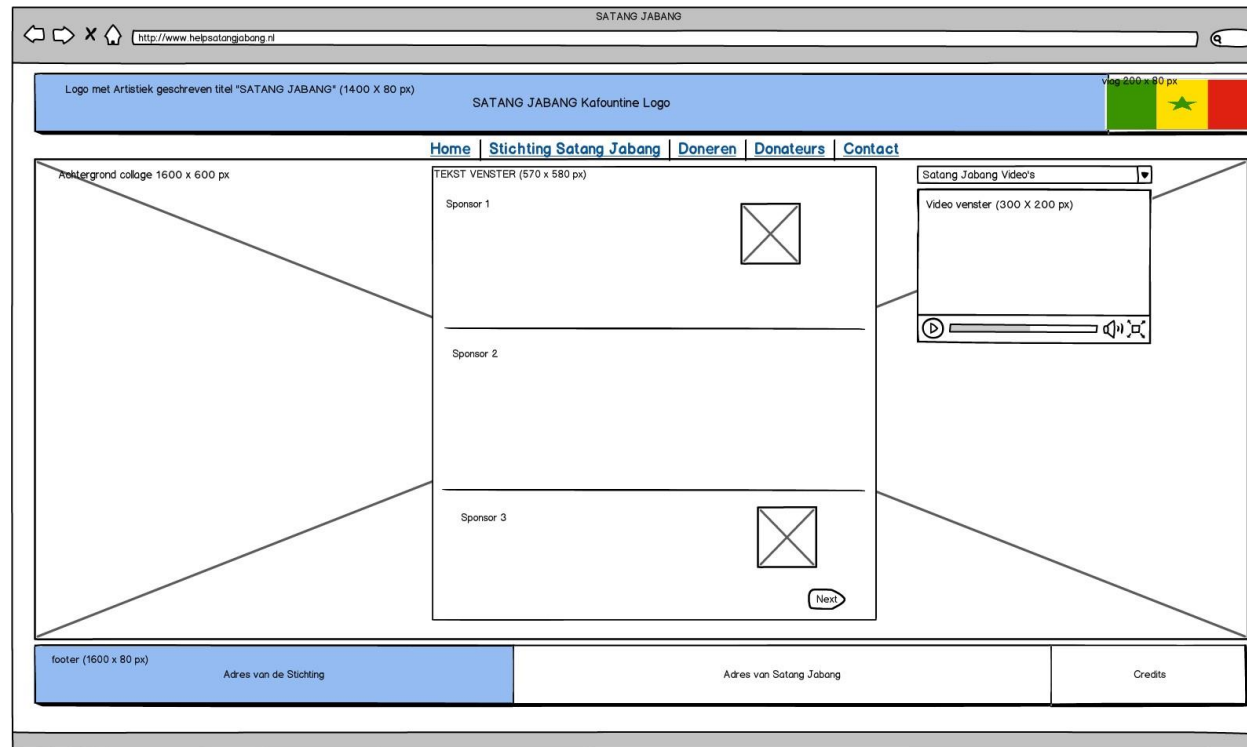 SATANG JABANG
http://www.helpsatangjabang.nl
Logo met Artistiek geschreven titel "SATANG JABANG" (1400 X 80 px)
SATANG JABANG Kafountine Logo
vlag 200 x 80 px
Home | Stichting Satang Jabang | Doneren | Donateurs | Contact
Achtergrond collage 1600 x 600 px
TEKST VENSTER (570 x 580 px)
Satang Jabang Video's
Sponsor 1
Video venster (300 X 200 px)
Sponsor 2
Sponsor 3
Next
footer (1600 x 80 px)
Adres van de Stichting
Adres van Satang Jabang
Credits